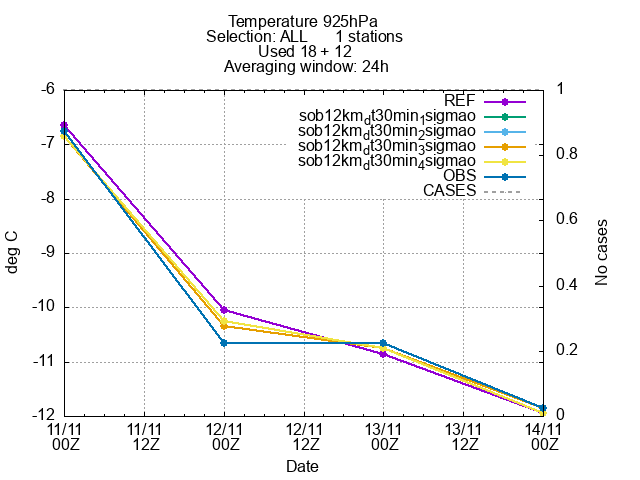 Temperature 925hPa
Selection: ALL 1 stations
Used 18 + 12
Averaging window: 24h
-6
-7
-8
-9
-10
-11
-12
deg C
1
0.8
0.6
0.4
0.2
0
No cases
REF
sob12km_dt30min_1sigmao
sob12km_dt30min_2sigmao
sob12km_dt30min_3sigmao
sob12km_dt30min_4sigmao
OBS
CASES
11/11 11/11 12/11 12/11 13/11 13/11 14/11
00Z 12Z 00Z 12Z 00Z 12Z 00Z
Date